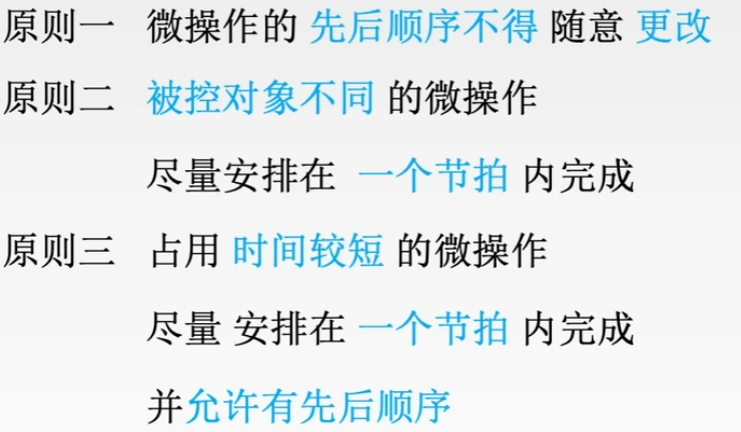 原则一 微操作的 先后顺序不得 随意 更改
原则二 被控对象不同 的微操作
尽量安排在 一个节拍 内完成
原则三 占用 时间较短 的微操作
尽量 安排在 一个节拍 内完成
并允许有先后顺序